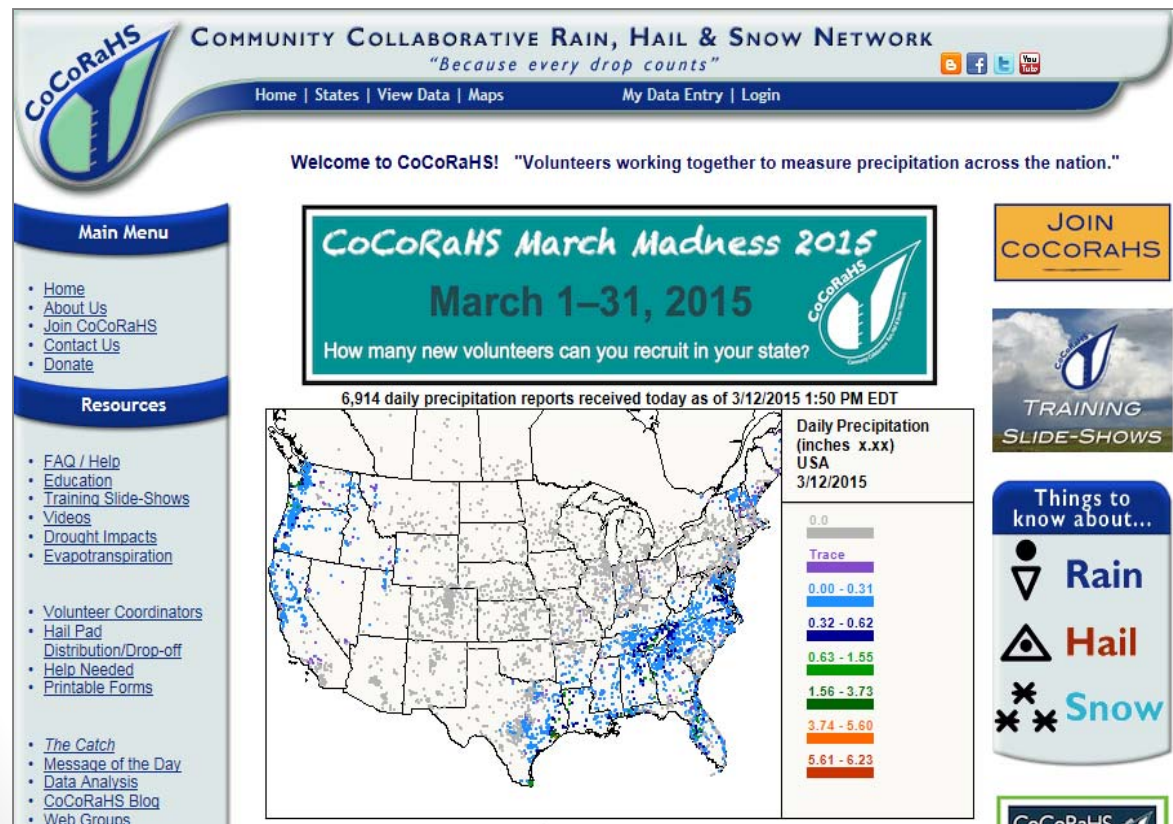 CoCoRaHS
COMMUNITY COLLABORATIVE RAIN, HAIL & SNOW NETWORK
"Because every drop counts"
You
Tube
Home | States | View Data | Maps
My Data Entry | Login
Welcome to CoCoRaHS! "Volunteers working together to measure precipitation across the nation."
Main Menu
• Home
• About Us
• Join CoCoRaHS
• Contact Us
• Donate
Resources
• FAQ / Help
• Education
• Training Slide-Shows
• Videos
• Drought Impacts
• Evapotranspiration
• Volunteer Coordinators
• Hail Pad
Distribution/Drop-off
• Help Needed
• Printable Forms
• The Catch
• Message of the Day
• Data Analysis
• CoCoRaHS Blog
• Web Groups
CoCoRaHS March Madness 2015
March 1–31, 2015
How many new volunteers can you recruit in your state?
CoCoRaHS
6,914 daily precipitation reports received today as of 3/12/2015 1:50 PM EDT
Daily Precipitation
(inches x.xx)
USA
3/12/2015
0.0
Trace
0.00 - 0.31
0.32 - 0.62
0.63 - 1.55
1.56 - 3.73
3.74 - 5.60
5.61 - 6.23
JOIN
COCORAHS
CoCoRaHS
TRAINING
SLIDE-SHOWS
Things to
know about...
Rain
Hail
Snow
CoCoRaHS